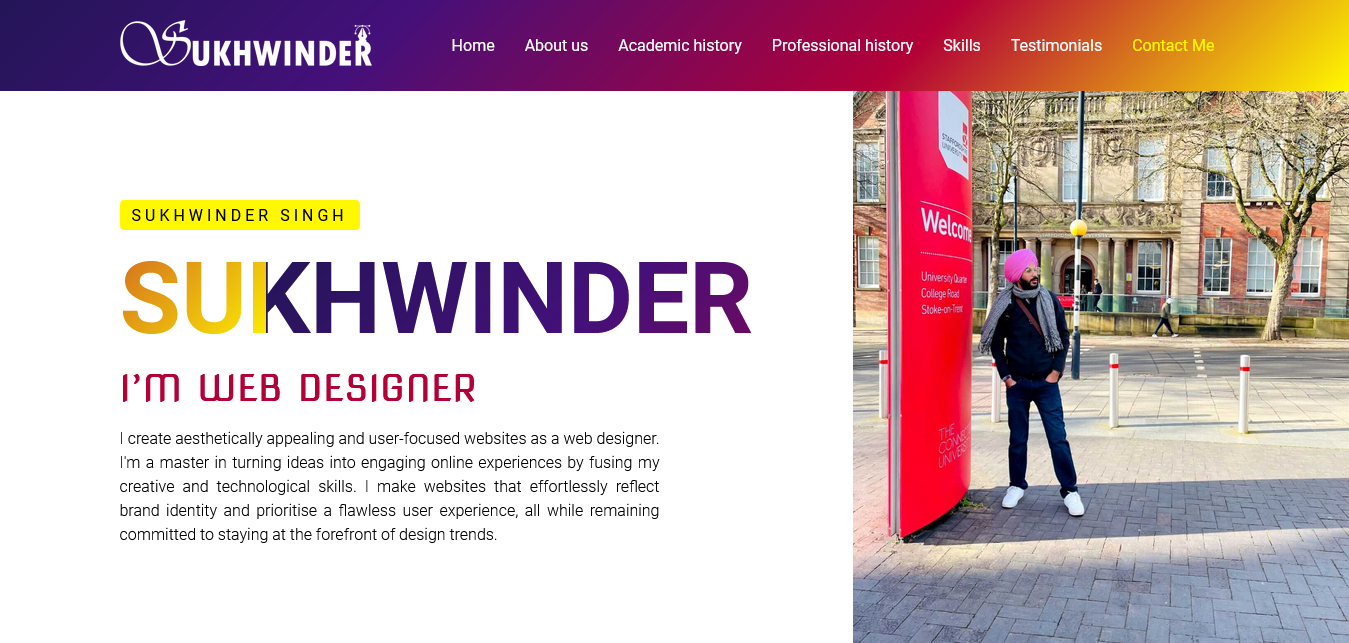 SUKHWINDER
Home About us Academic history Professional history Skills Testimonials Contact Me
SUKHWINDER SINGH
SUKHWINDER
I'M WEB DESIGNER
I create aesthetically appealing and user-focused websites as a web designer.
I'm a master in turning ideas into engaging online experiences by fusing my
creative and technological skills. I make websites that effortlessly reflect
brand identity and prioritise a flawless user experience, all while remaining
committed to staying at the forefront of design trends.
UNIVERSITY
Welcome
University Quarter
College Road
Stoke-on-Trent
THE